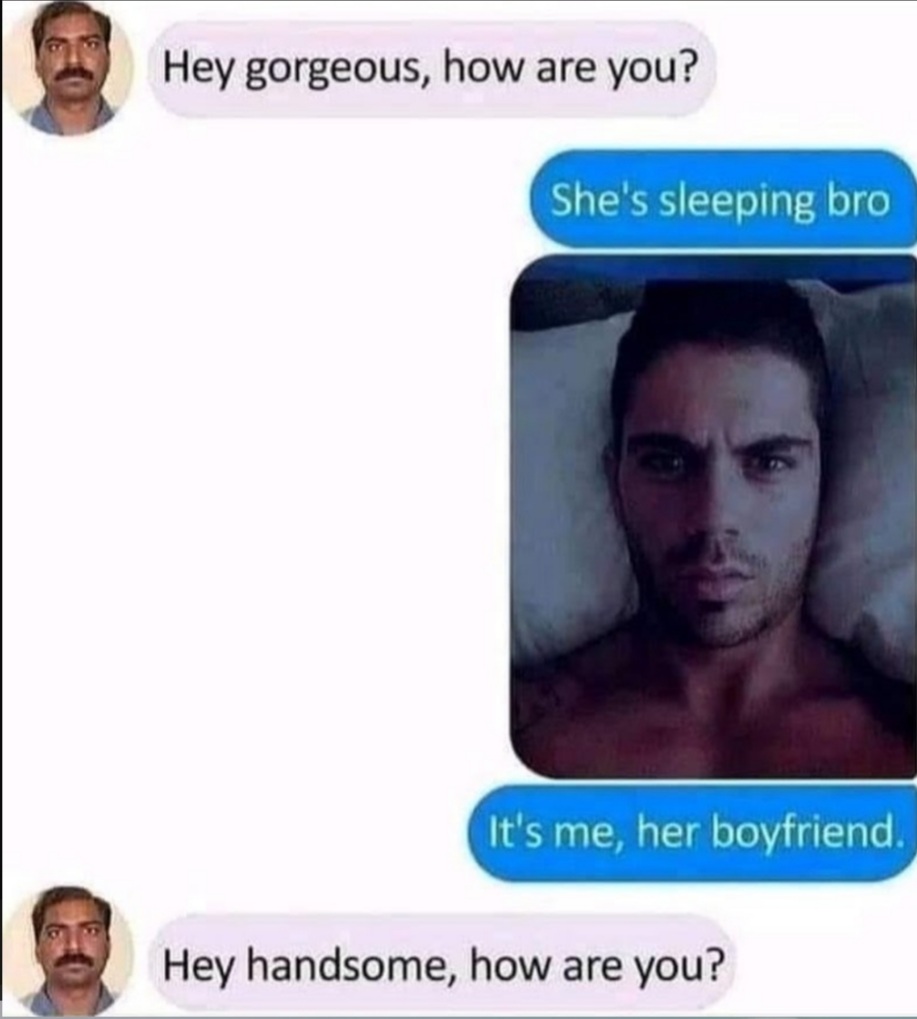 Hey gorgeous, how are you?
She's sleeping bro
It's me, her boyfriend.
Hey handsome, how are you?